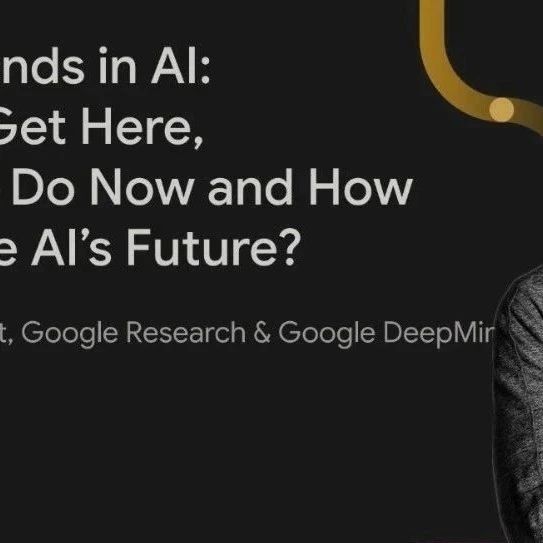 nds in AI:
Get Here,
Do Now and How
e AI's Future?
t, Google Research & Google DeepMin